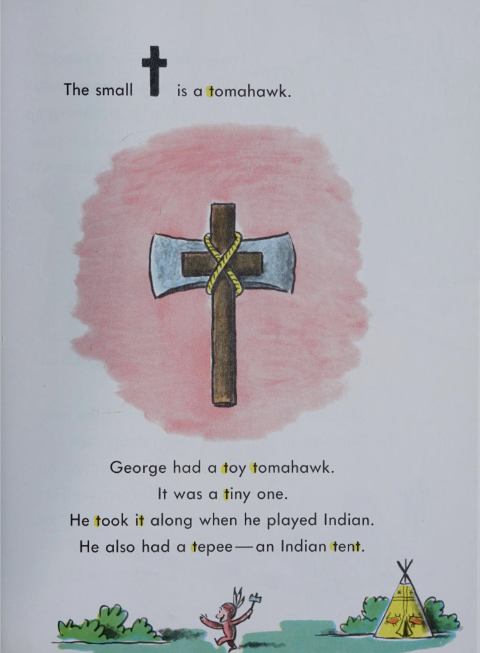 The small t is a tomahawk.
George had a toy tomahawk.
It was a tiny one.
He took it along when he played Indian.
He also had a tepee—an Indian tent.